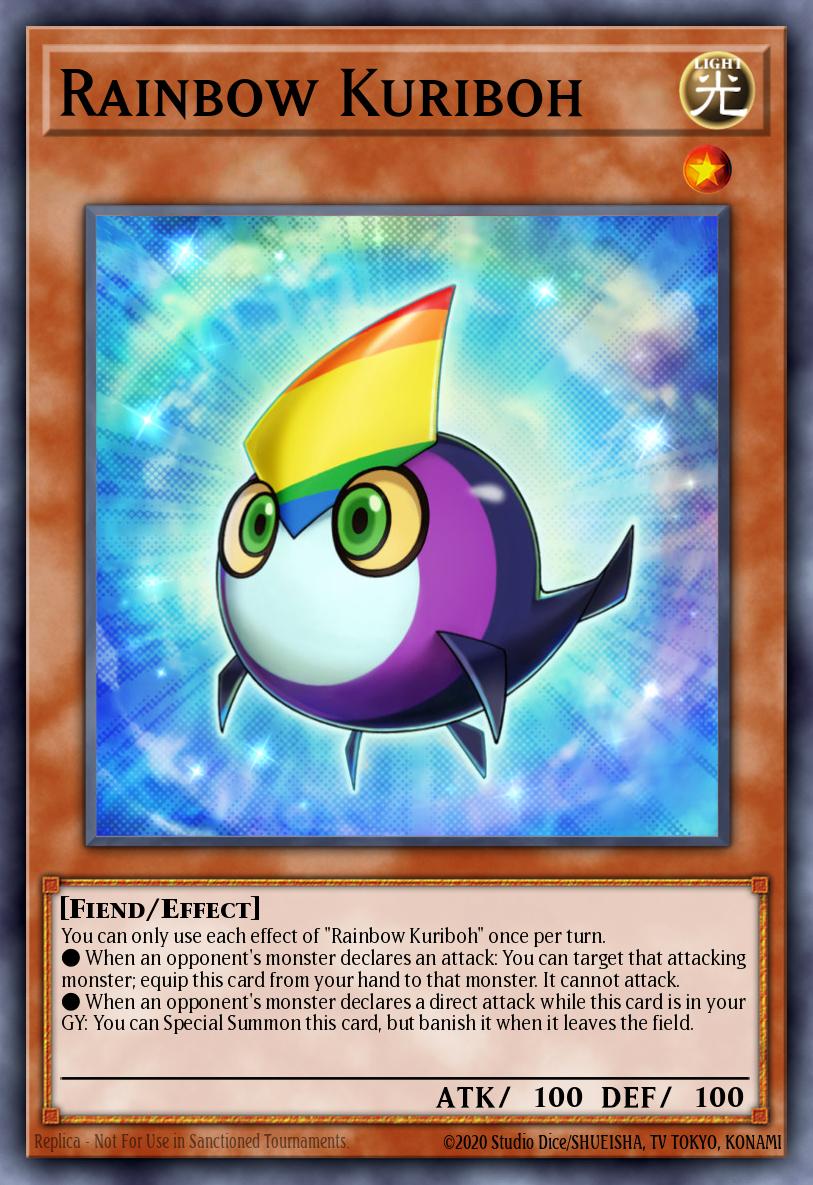 Rainbow Kuriboh
LIGHT
光
[Fiend/Effect]
You can only use each effect of "Rainbow Kuriboh" once per turn.
● When an opponent's monster declares an attack: You can target that attacking
monster; equip this card from your hand to that monster. It cannot attack.
● When an opponent's monster declares a direct attack while this card is in your
GY: You can Special Summon this card, but banish it when it leaves the field.
ATK/ 100 DEF/ 100
Replica - Not For Use in Sanctioned Tournaments. ©2020 Studio Dice/SHUEISHA, TV TOKYO, KONAMI